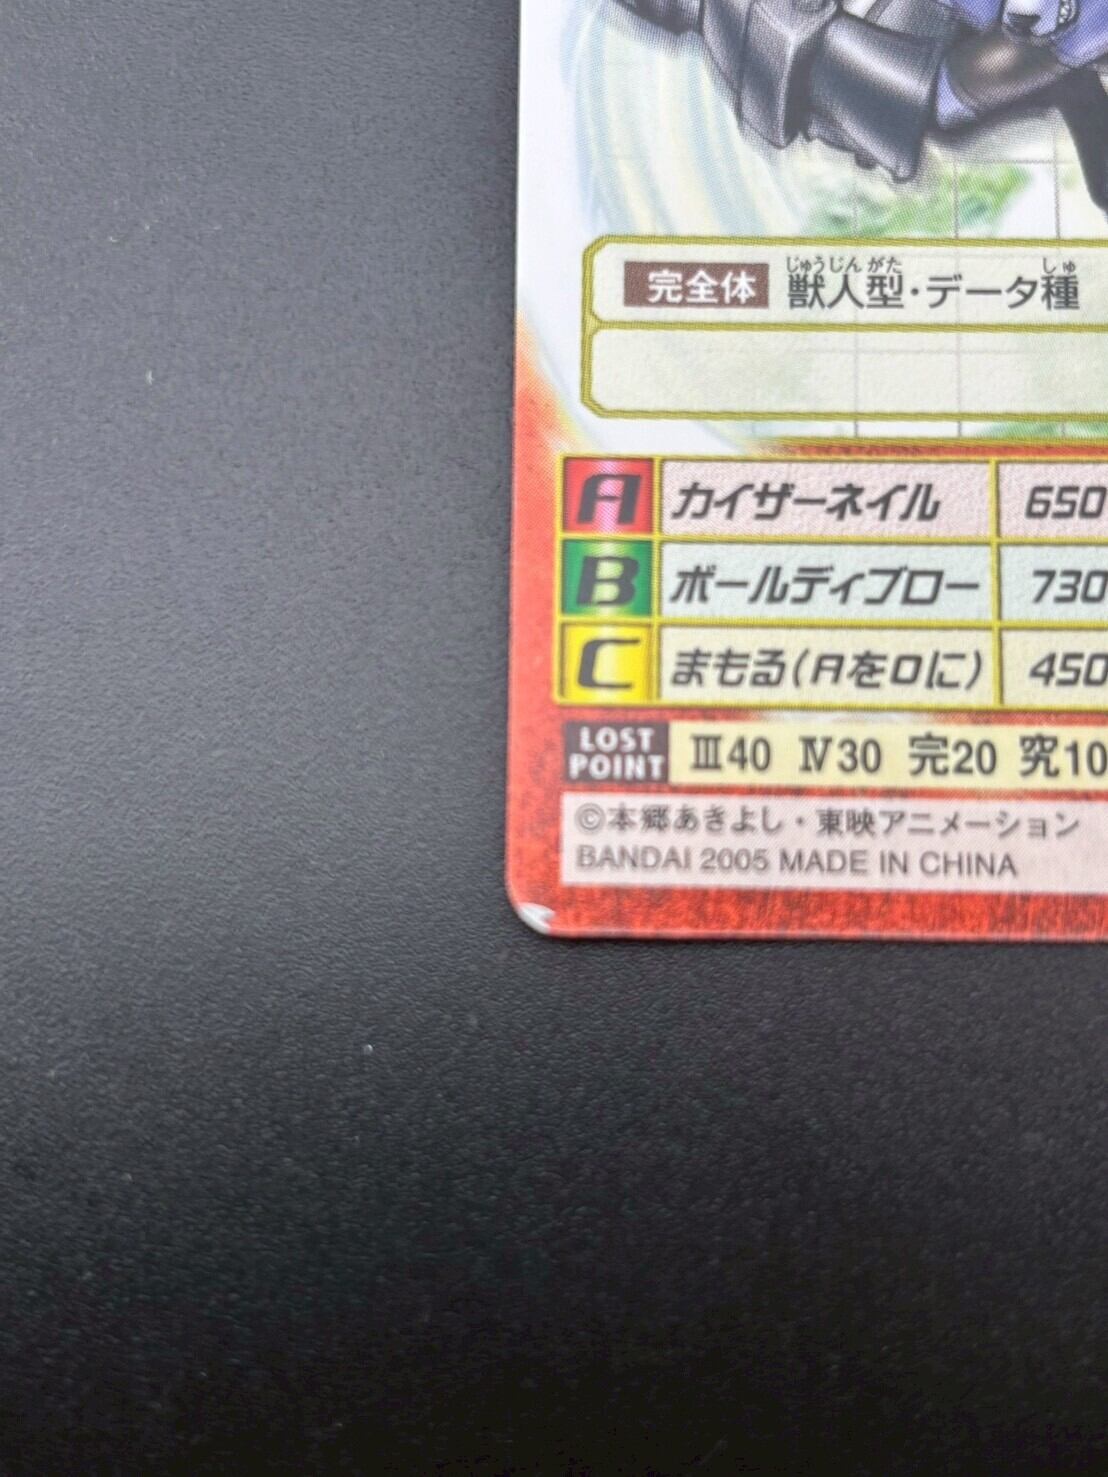 じゅうじんがた しゅ
完全体 獣人型・データ種
A カイザーネイル 650
B ボールディブロー 730
C まもる(Aを0に) 450
LOST POINT Ⅲ40 Ⅳ30 完20 究10
©本郷あきよし・東映アニメーション
BANDAI 2005 MADE IN CHINA